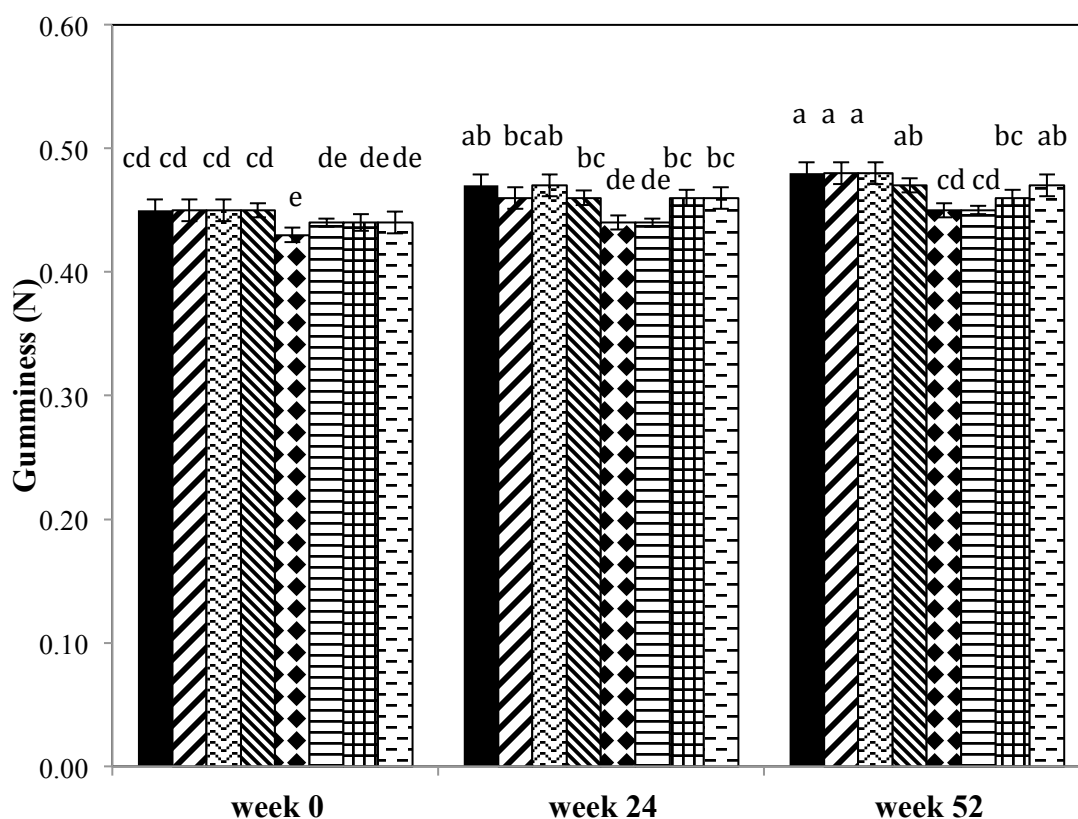 0.60
a a a
ab bc ab ab
0.50
cd cd cd cd de de de bc bc bc bc ab
de de cd cd
e
0.40
0.30
0.20
0.10
0.00
week 0 week 24 week 52
Gumminess (N)